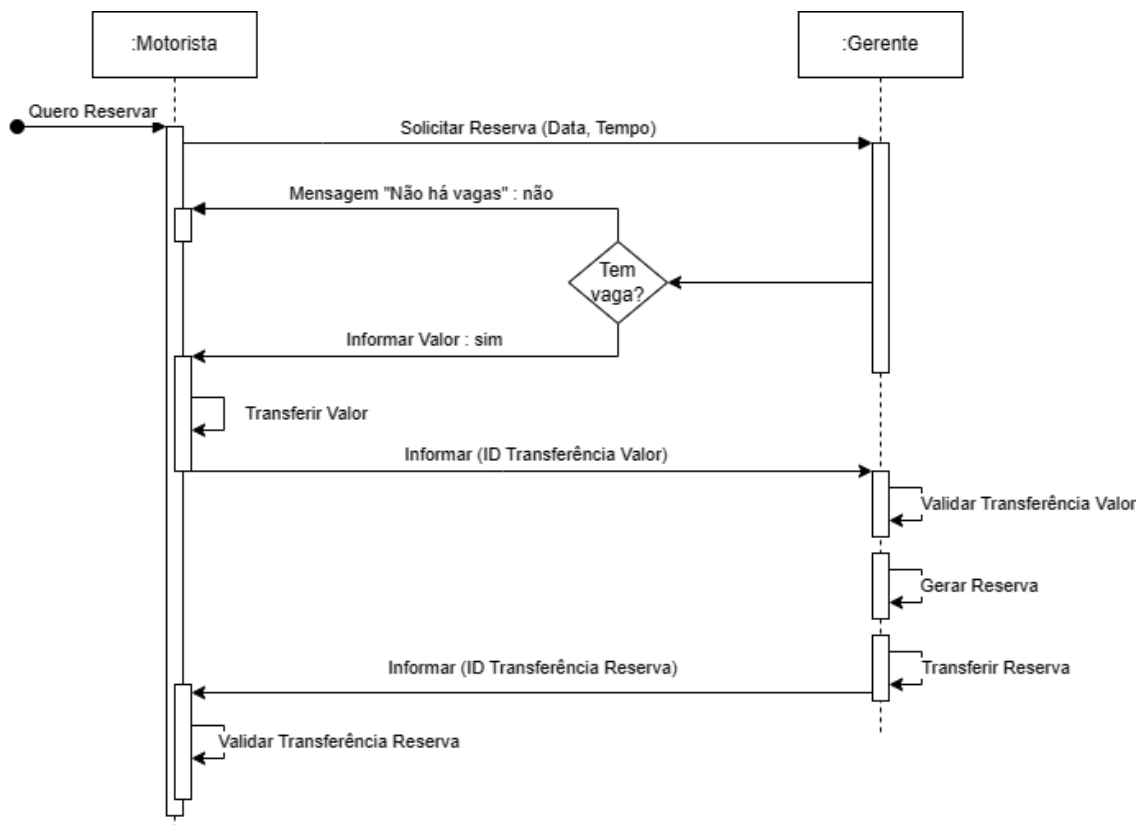 :Motorista
:Gerente
Quero Reservar
Solicitar Reserva (Data, Tempo)
Mensagem "Não há vagas" : não
Tem
vaga?
Informar Valor : sim
Transferir Valor
Informar (ID Transferência Valor)
Validar Transferência Valor
Gerar Reserva
Informar (ID Transferência Reserva)
Transferir Reserva
Validar Transferência Reserva